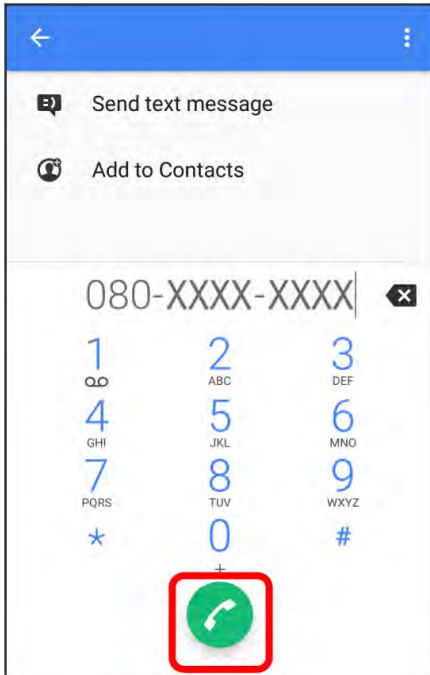 Send text message
Add to Contacts
080-XXXX-XXXX
1 2 3
ABC DEF
4 5 6
GHI JKL MNO
7 8 9
PQRS TUV WXYZ
* 0 #
+